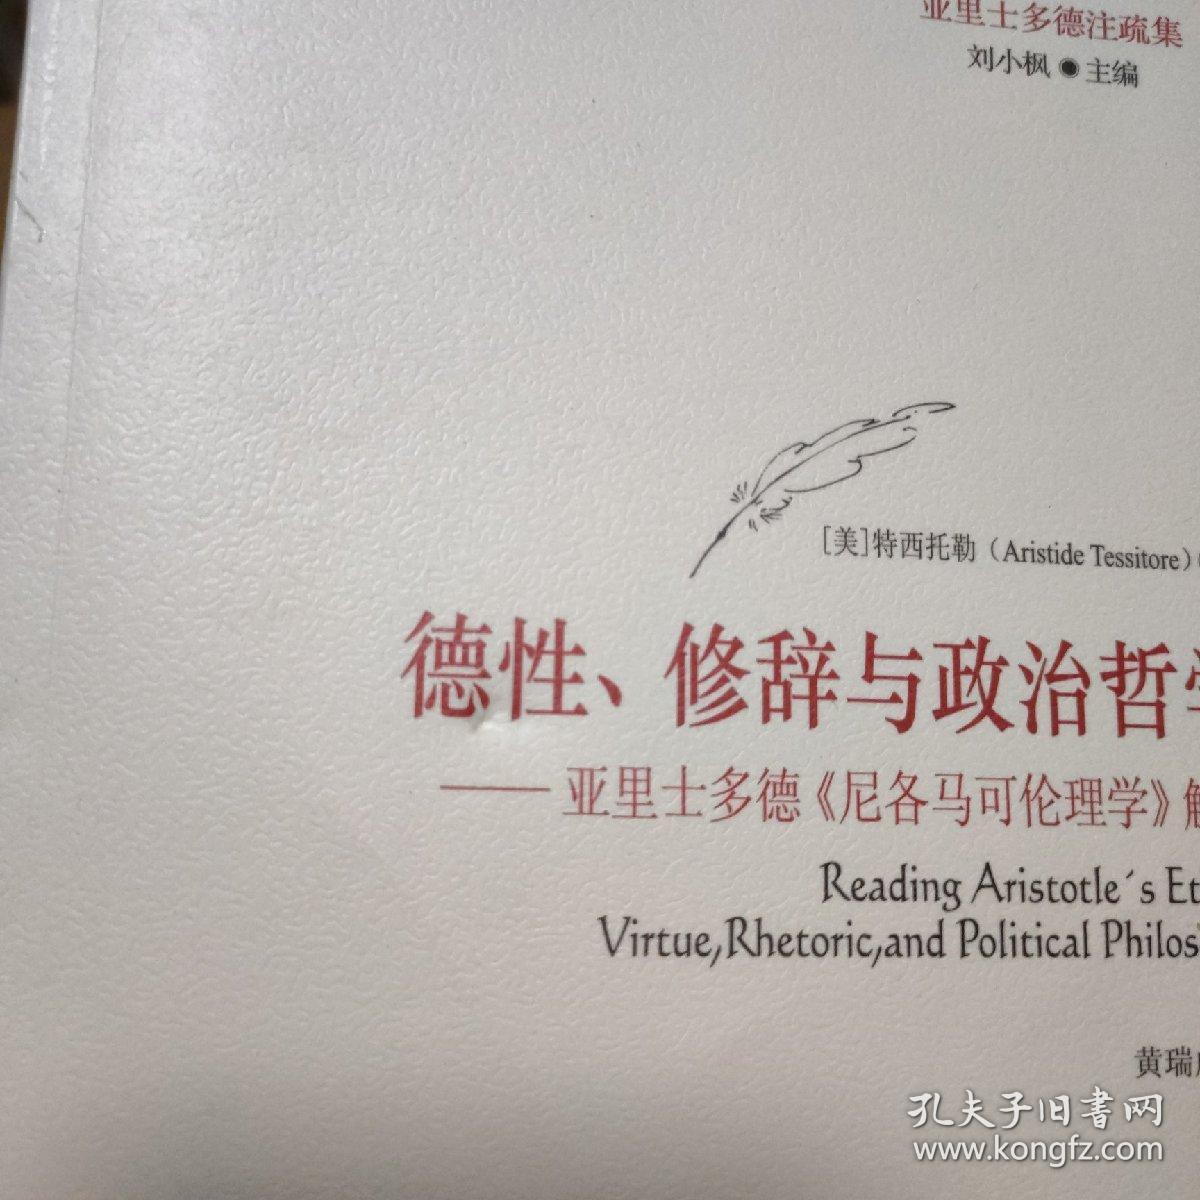 亚里士多德注疏集
刘小枫◉主编
[美]特西托勒（Aristide Tessitore）
德性、修辞与政治哲学
——亚里士多德《尼各马可伦理学》解
Reading Aristotle´s Et
Virtue,Rhetoric,and Political Philos
黄瑞
孔夫子旧书网
www.kongfz.com